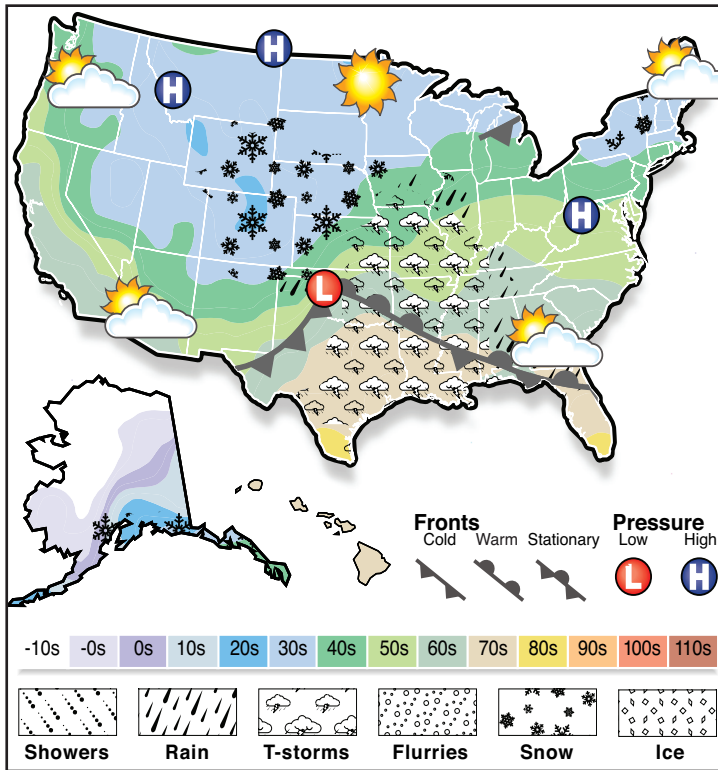 H
H
H
L
Fronts
Cold Warm Stationary
Pressure
Low High
L H
-10s -0s 0s 10s 20s 30s 40s 50s 60s 70s 80s 90s 100s 110s
Showers Rain T-storms Flurries Snow Ice